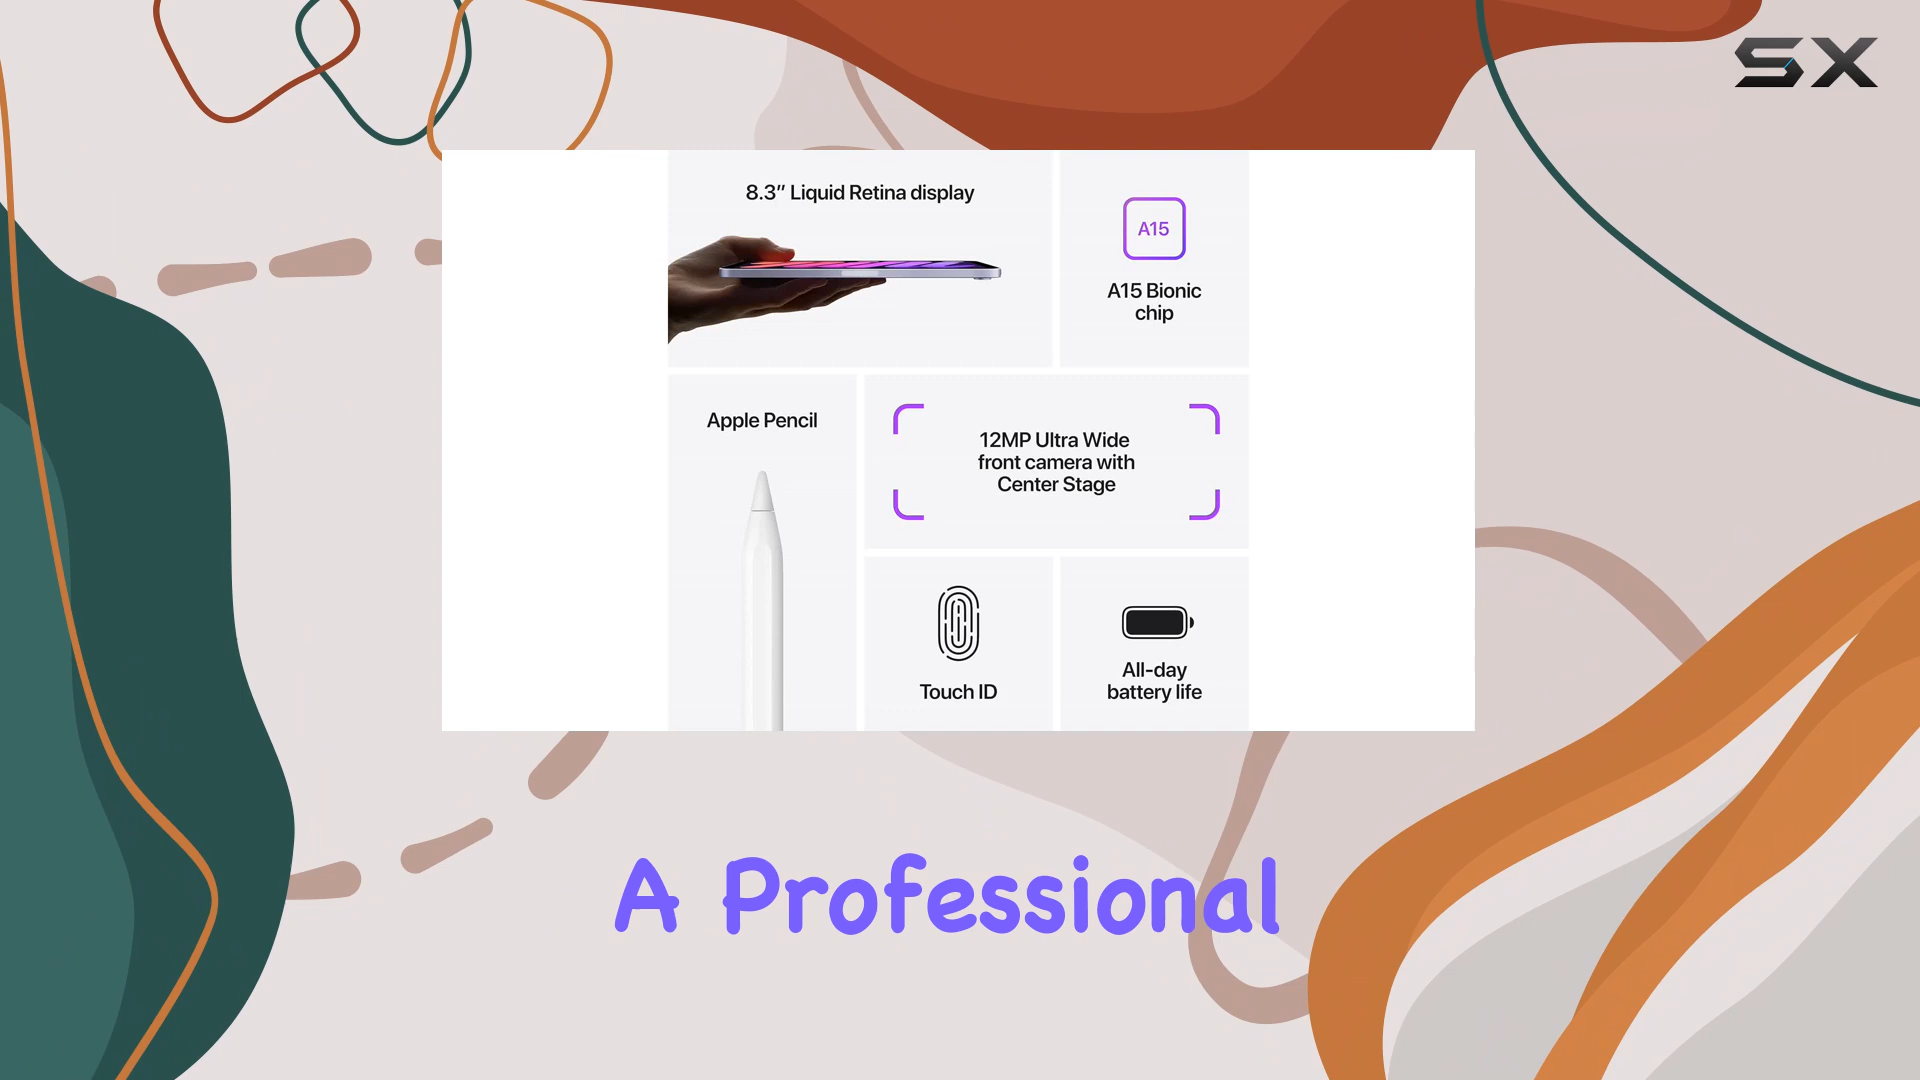 SX
8.3″ Liquid Retina display
A15
A15 Bionic
chip
Apple Pencil
12MP Ultra Wide
front camera with
Center Stage
Touch ID
All-day
battery life
A Professional